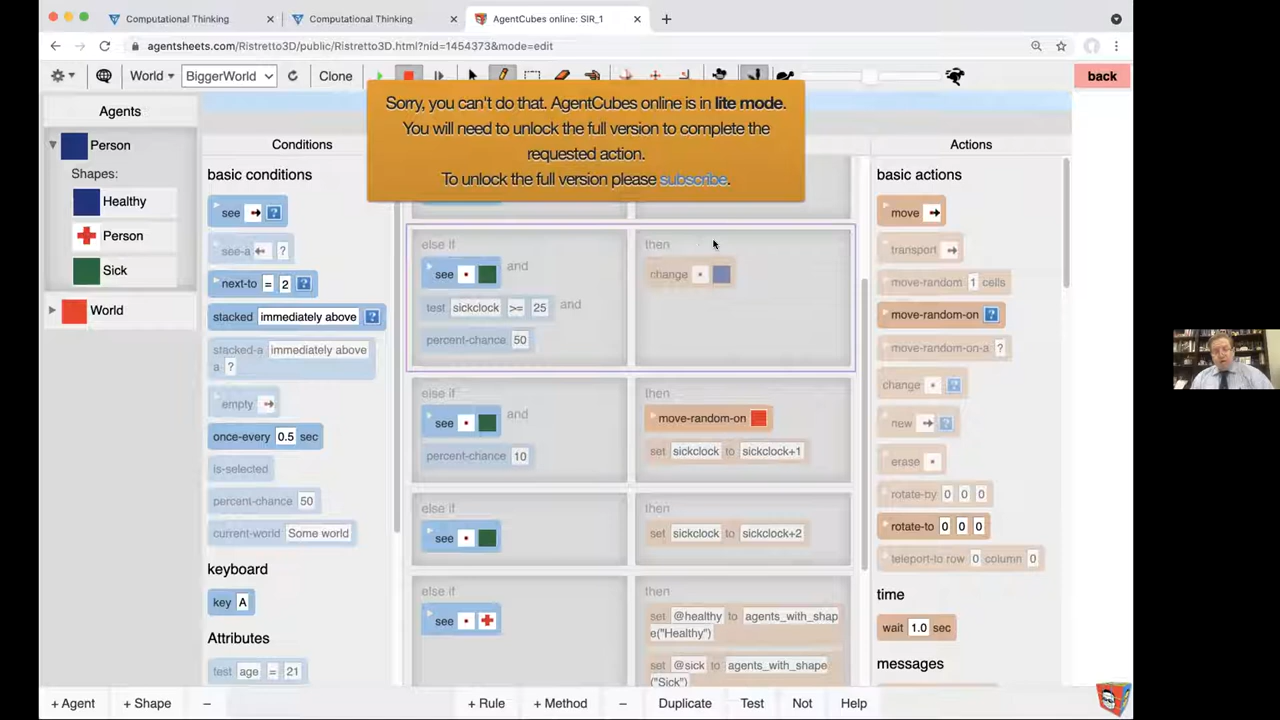 Computational Thinking
Computational Thinking
AgentCubes online: SIR_1
agentsheets.com/Ristretto3D/public/Ristretto3D.html?nid=1454373&mode=edit
World
BiggerWorld
Clone
back
Sorry, you can't do that. AgentCubes online is in lite mode.
You will need to unlock the full version to complete the
requested action.
To unlock the full version please subscribe.
Agents
Person
Shapes:
Healthy
Person
Sick
World
Conditions
basic conditions
see ?
see-a ?
next-to = 2 ?
stacked immediately above ?
stacked-a immediately above
a ?
empty
once-every 0.5 sec
is-selected
percent-chance 50
current-world Some world
keyboard
key A
Attributes
test age = 21
else if
see and
test sickclock >= 25 and
percent-chance 50
then
change
else if
see and
percent-chance 10
then
move-random-on
set sickclock to sickclock+1
else if
see
then
set sickclock to sickclock+2
else if
see
then
set @healthy to agents_with_shap
e("Healthy")
set @sick to agents_with_shape
("Sick")
Actions
basic actions
move
transport
move-random 1 cells
move-random-on ?
move-random-on-a ?
change ?
new ?
erase
rotate-by 0 0 0
rotate-to 0 0 0
teleport-to row 0 column 0
time
wait 1.0 sec
messages
+ Agent
+ Shape
−
+ Rule
+ Method
−
Duplicate
Test
Not
Help